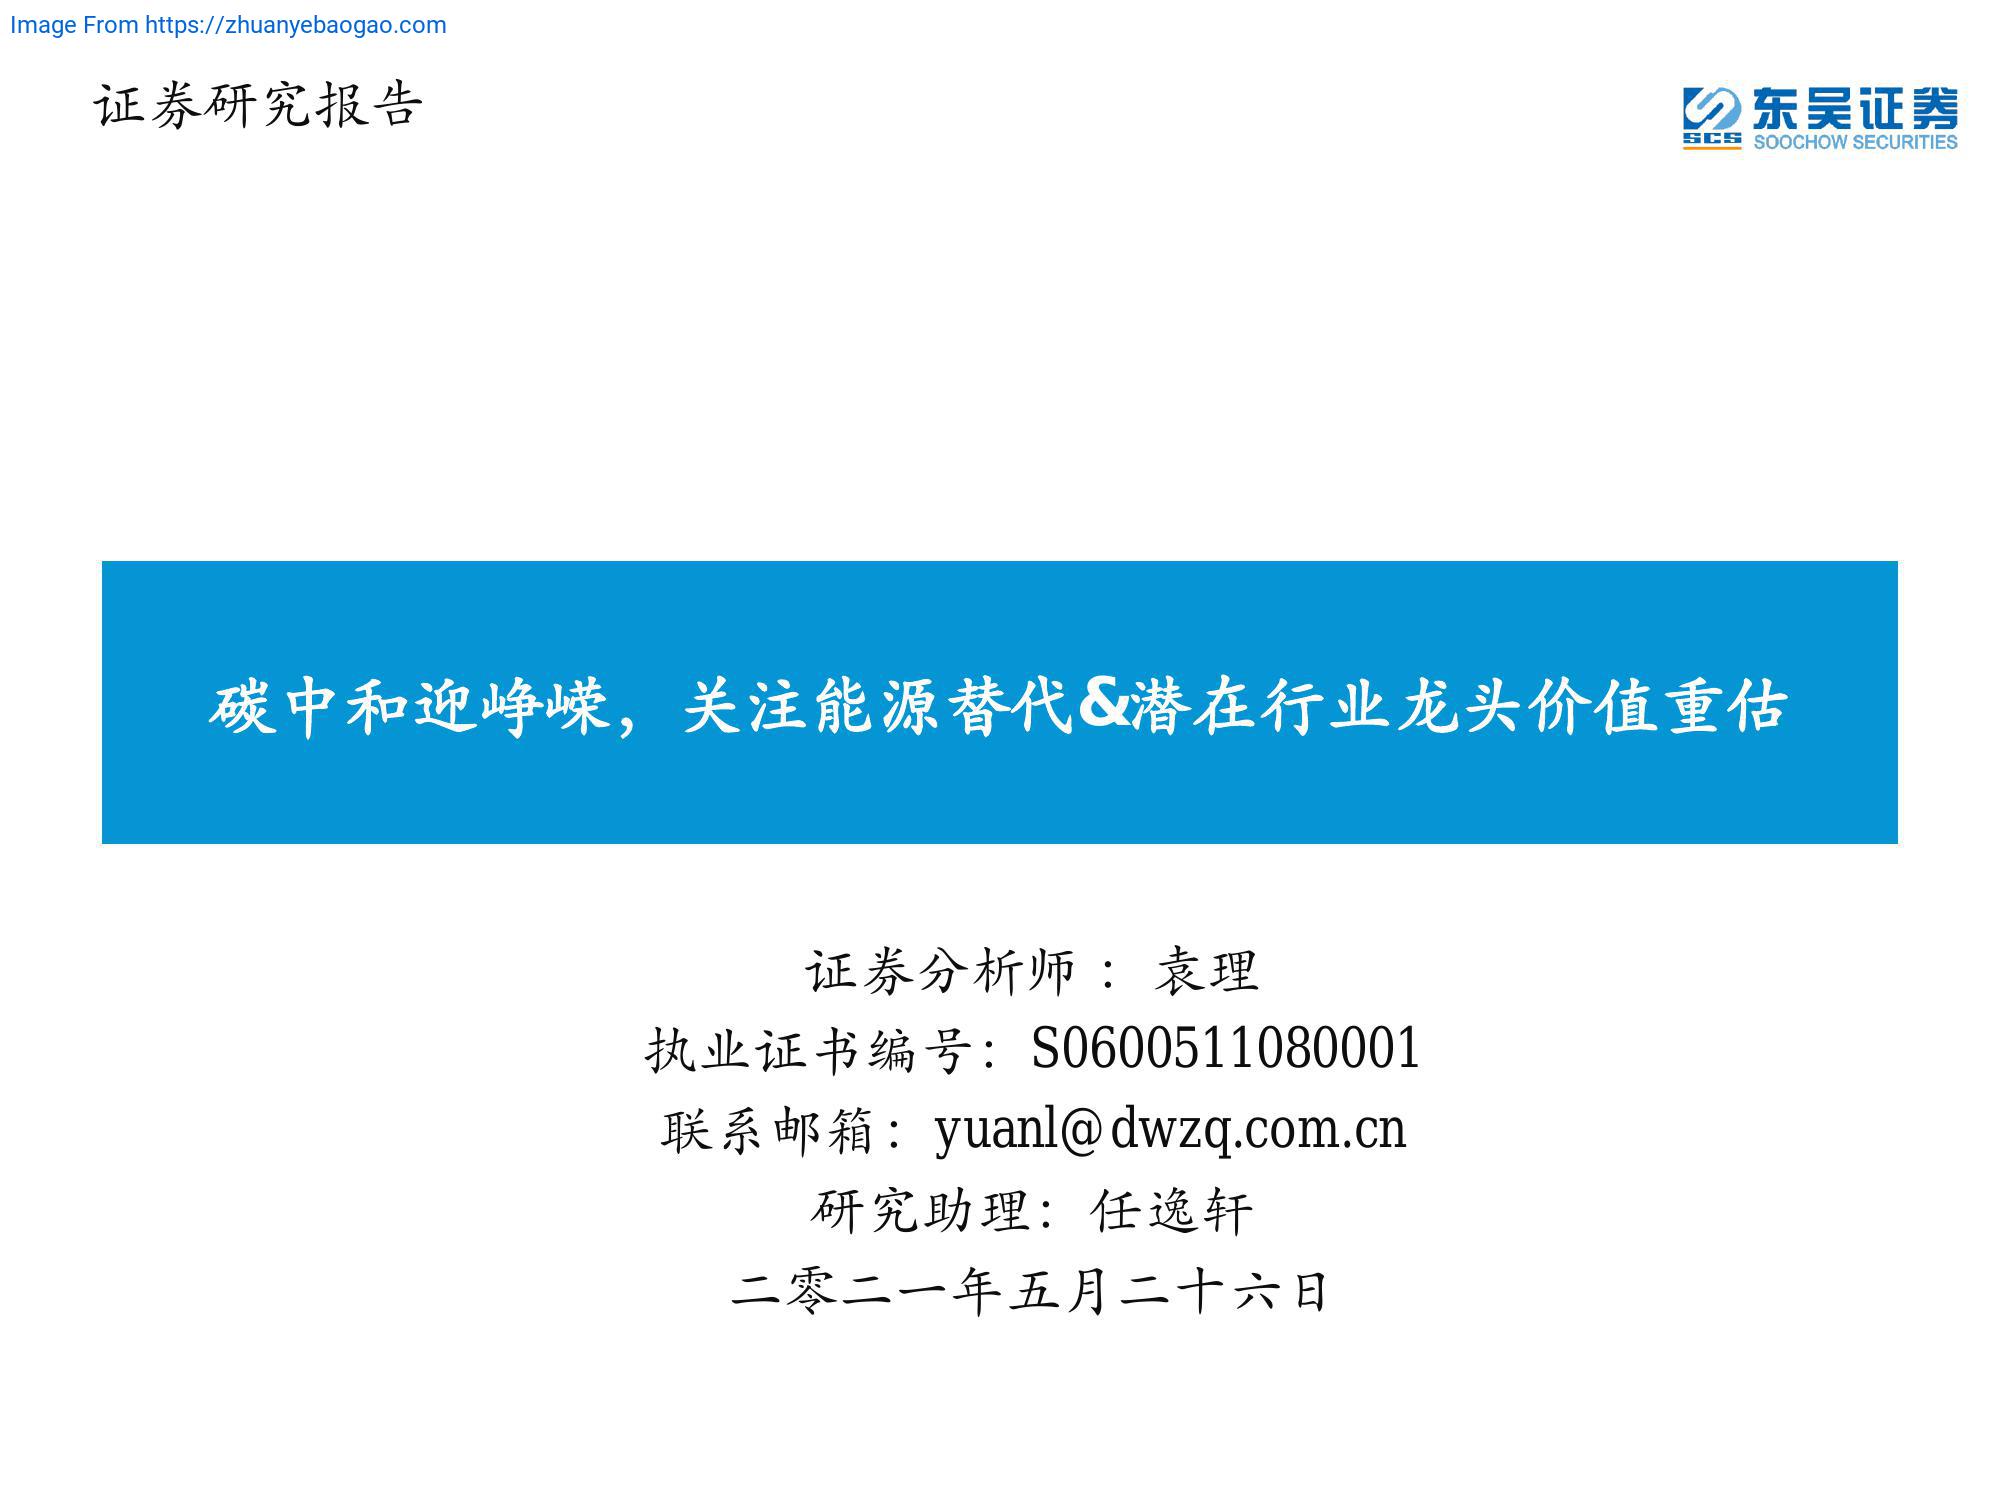 Image From https://zhuanyebaogao.com
证券研究报告
SCS
东吴证券
SOOCHOW SECURITIES
碳中和迎峥嵘，关注能源替代&潜在行业龙头价值重估
证券分析师 ：袁理
执业证书编号：S0600511080001
联系邮箱：yuanl@dwzq.com.cn
研究助理：任逸轩
二零二一年五月二十六日